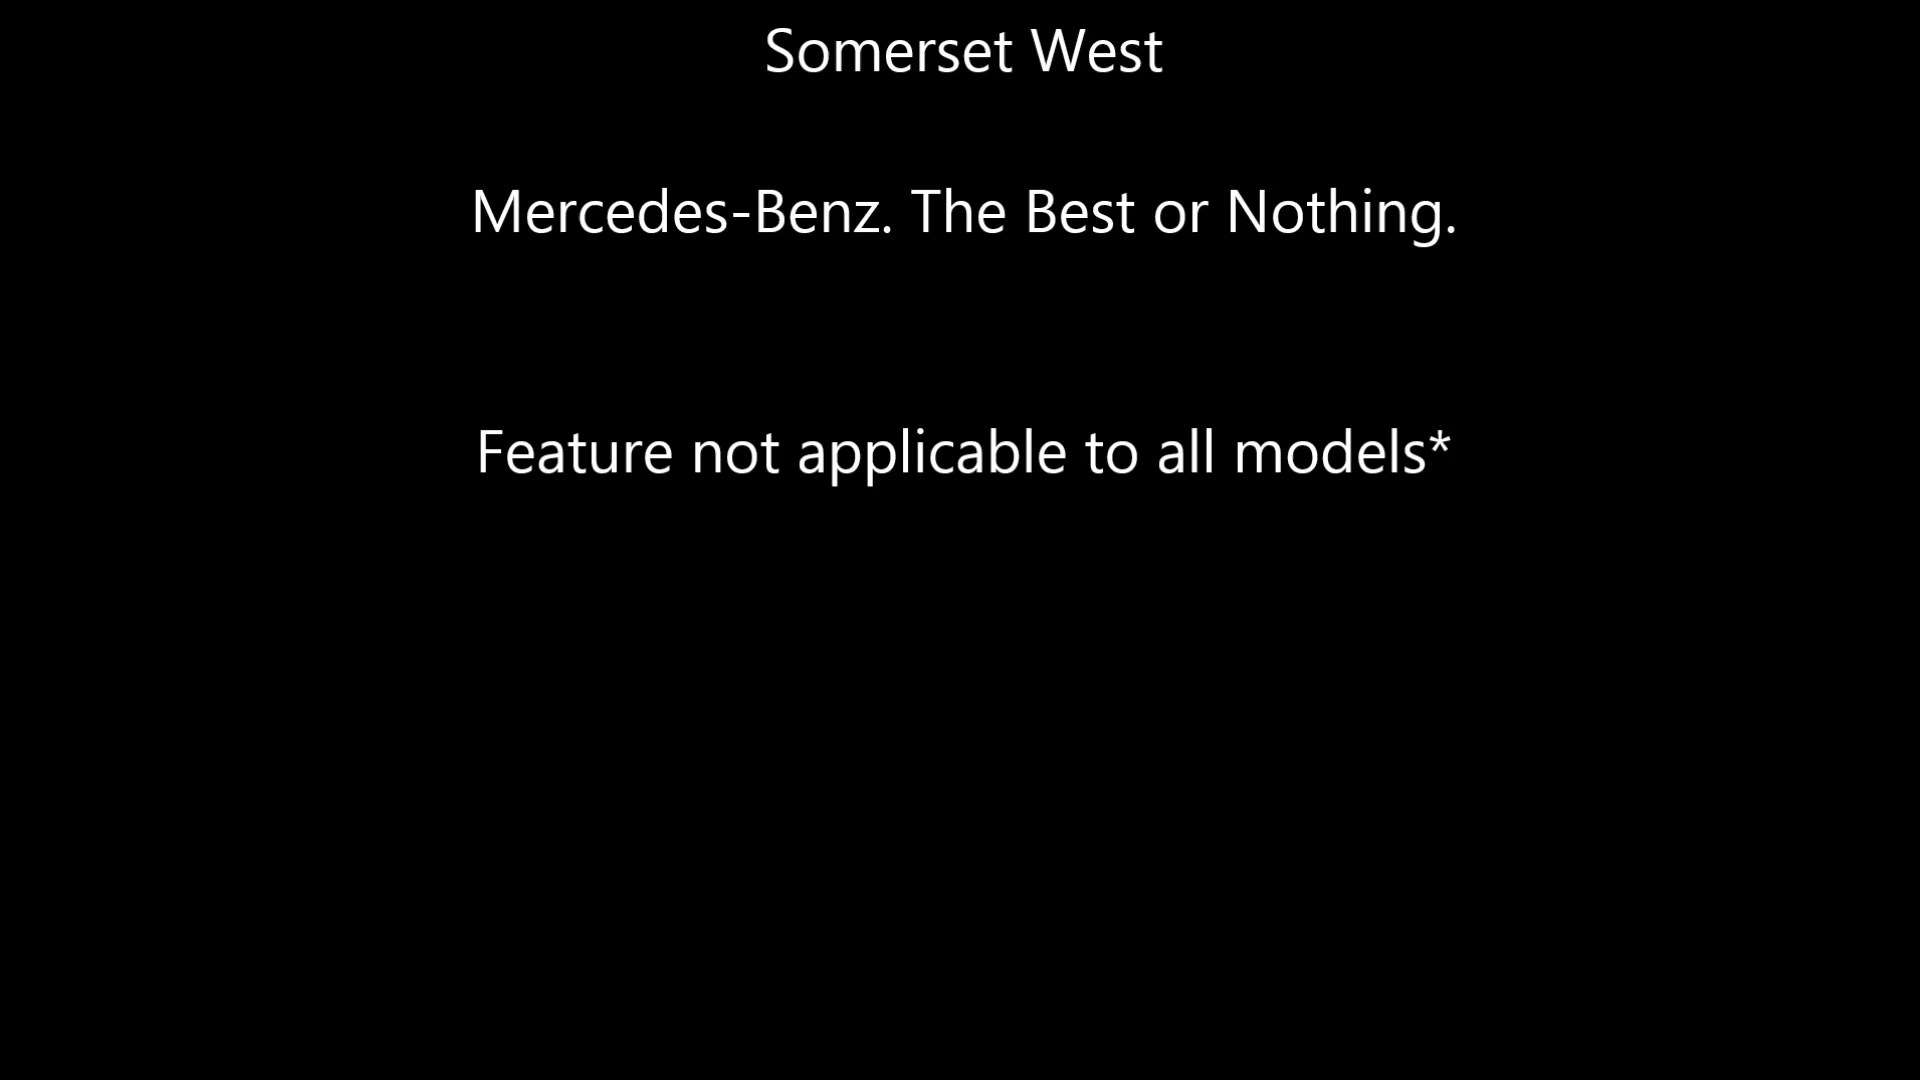 Somerset West
Mercedes-Benz. The Best or Nothing.
Feature not applicable to all models*